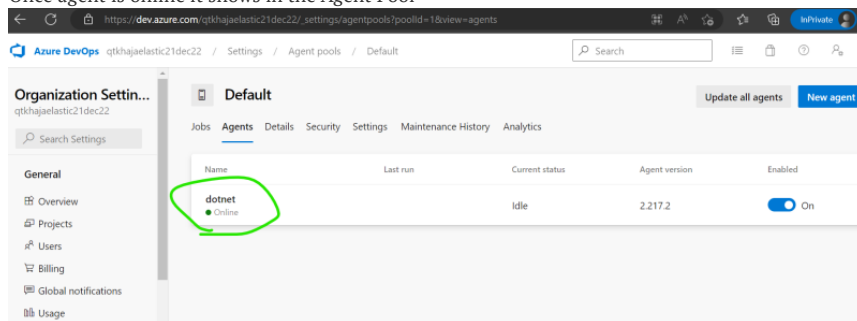 Once agent is online it shows in the Agent Pool
https://dev.azure.com/qtkhajaelastic21dec22/_settings/agentpools?poolId=1&view=agents
InPrivate
Azure DevOps qtkhajaelastic21dec22 / Settings / Agent pools / Default
Search
Organization Settin...
qtkhajaelastic21dec22
Search Settings
General
Overview
Projects
Users
Billing
Global notifications
Usage
Default
Update all agents
New agent
Jobs Agents Details Security Settings Maintenance History Analytics
Name Last run Current status Agent version Enabled
dotnet Idle 2.217.2 On
Online